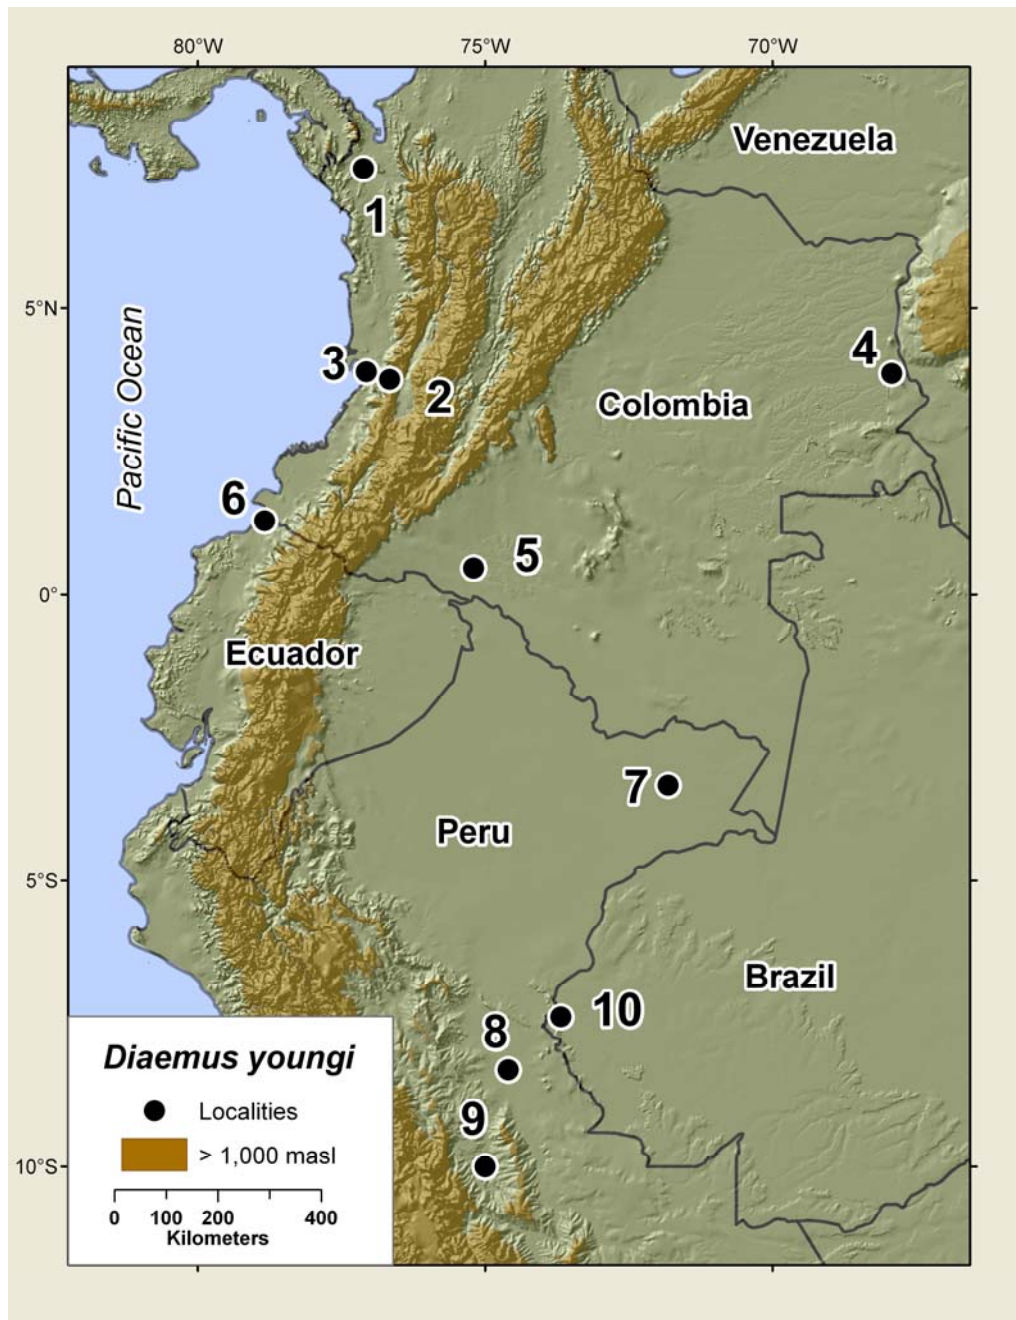 80°W 75°W 70°W
Venezuela
1
5°N
Pacific Ocean
3
4
2
Colombia
6
5
0°
Ecuador
7
Peru
5°S
Brazil
10
8
9
10°S
Diaemus youngi
Localities
> 1,000 masl
0 100 200 400
Kilometers